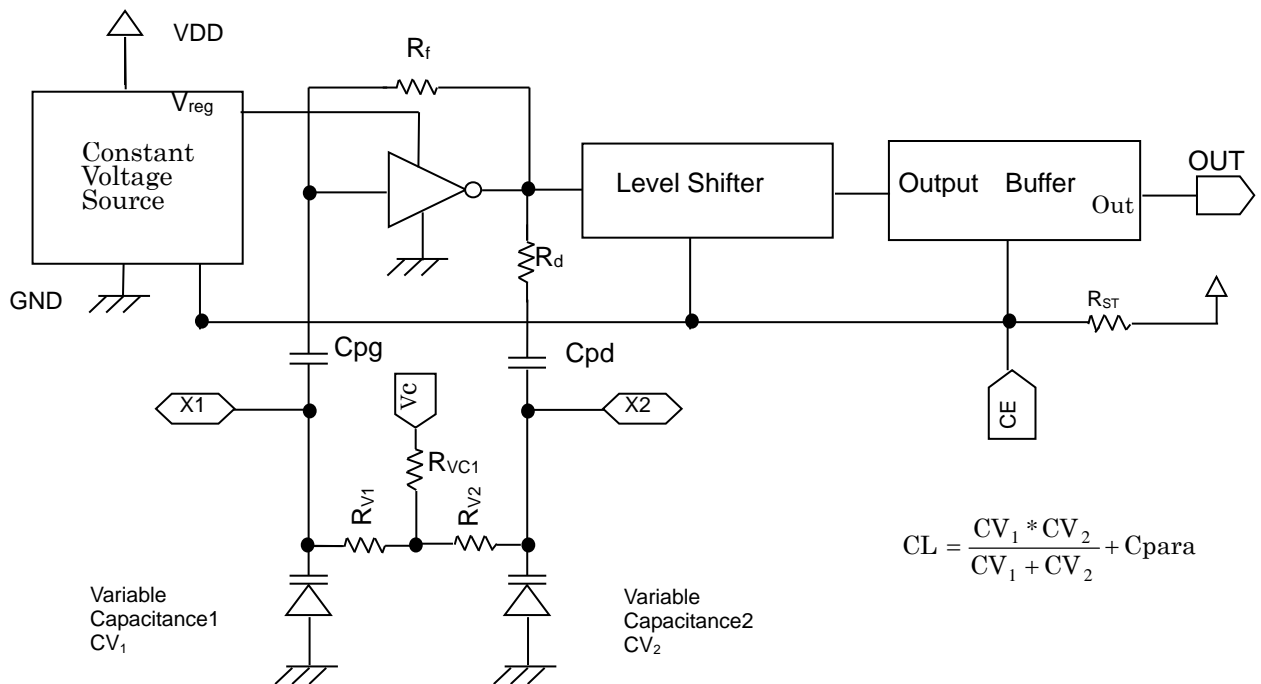 VDD
Rf
Vreg
Constant
Voltage
Source
Level Shifter
Output Buffer
Out
OUT
Rd
GND
RST
Cpg
Cpd
X1
Vc
X2
CE
RVC1
RV1
RV2
CL = CV₁ * CV₂ / CV₁ + CV₂ + Cpara
Variable
Capacitance1
CV₁
Variable
Capacitance2
CV₂